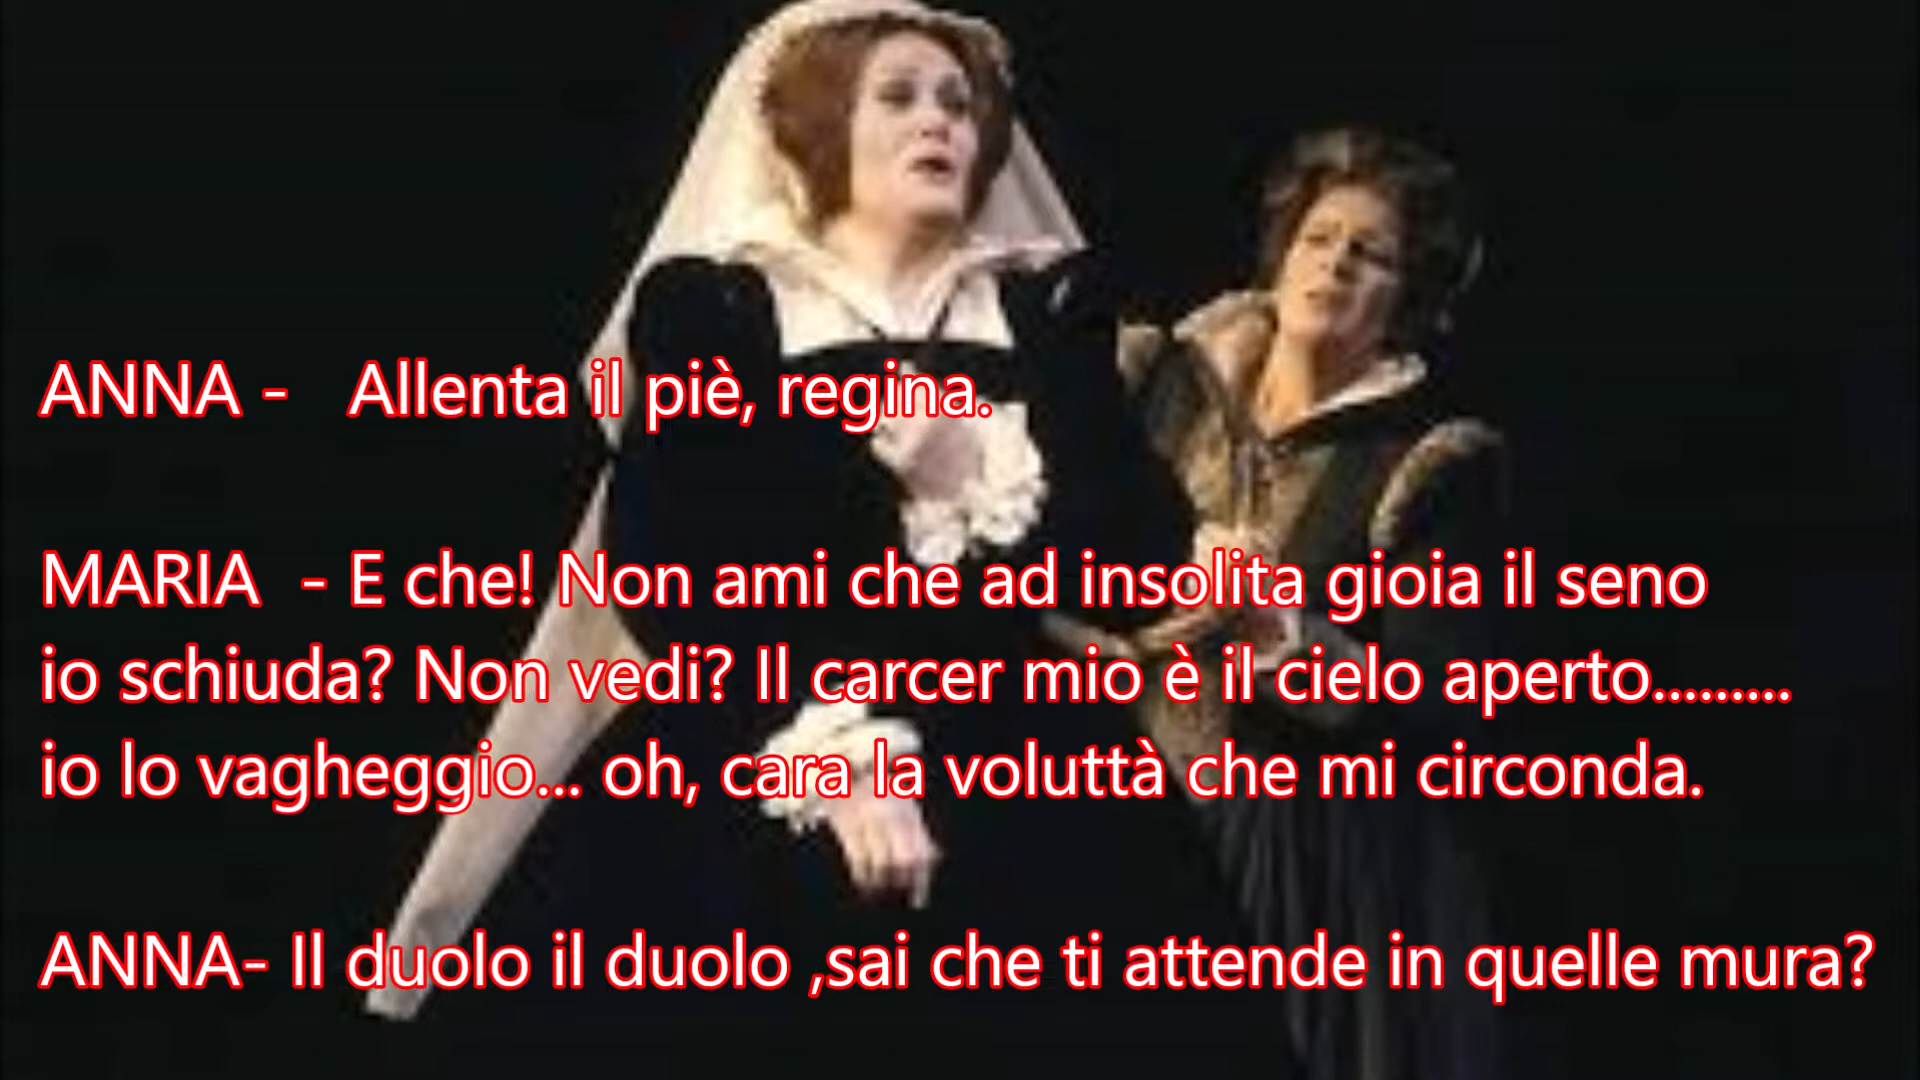 ANNA - Allenta il piè, regina.
MARIA - E che! Non ami che ad insolita gioia il seno
io schiuda? Non vedi? Il carcer mio è il cielo aperto.........
io lo vagheggio... oh, cara la voluttà che mi circonda.
ANNA- Il duolo il duolo ,sai che ti attende in quelle mura?